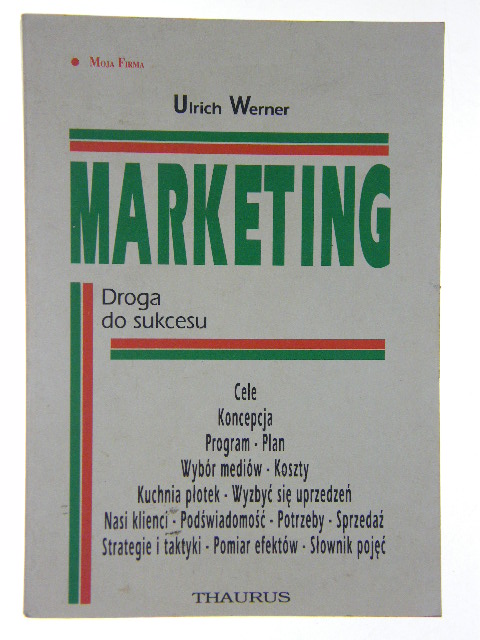 • MOJA FIRMA
Ulrich Werner
MARKETING
Droga
do sukcesu
Cele
Koncepcja
Program - Plan
Wybór mediów - Koszty
Kuchnia płotek - Wyzbyć się uprzedzeń
Nasi klienci - Podświadomość - Potrzeby - Sprzedaż
Strategie i taktyki - Pomiar efektów - Słownik pojęć
THAURUS